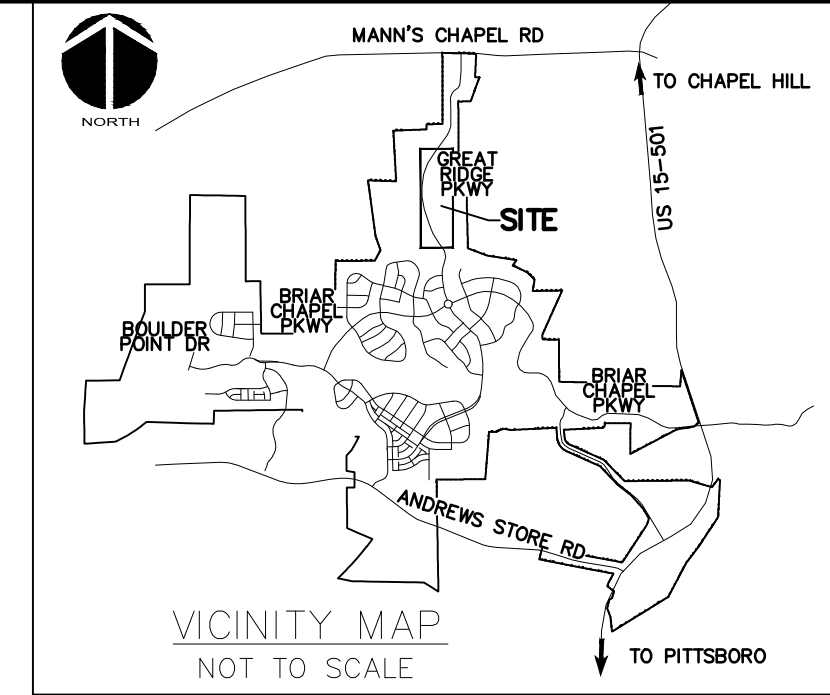 MANN'S CHAPEL RD
NORTH
TO CHAPEL HILL
US 15-501
GREAT
RIDGE
PKWY
SITE
BRIAR
CHAPEL
PKWY
BOULDER
POINT DR
BRIAR
CHAPEL
PKWY
ANDREWS STORE RD
VICINITY MAP
NOT TO SCALE
TO PITTSBORO